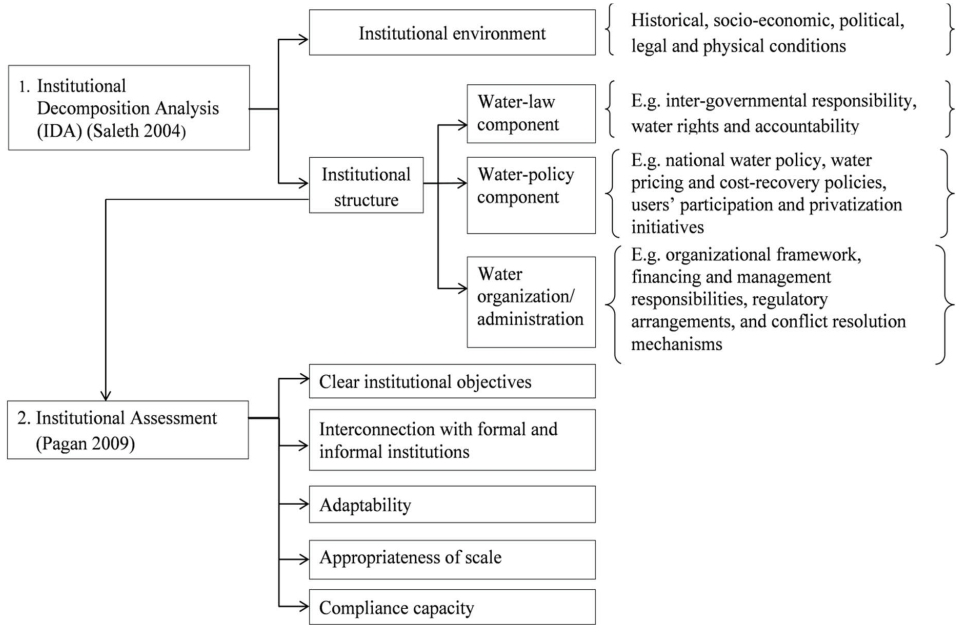 Institutional environment
Historical, socio-economic, political,
legal and physical conditions
1. Institutional
Decomposition Analysis
(IDA) (Saleth 2004)
Institutional
structure
Water-law
component
E.g. inter-governmental responsibility,
water rights and accountability
Water-policy
component
E.g. national water policy, water
pricing and cost-recovery policies,
users’ participation and privatization
initiatives
Water
organization/
administration
E.g. organizational framework,
financing and management
responsibilities, regulatory
arrangements, and conflict resolution
mechanisms
2. Institutional Assessment
(Pagan 2009)
Clear institutional objectives
Interconnection with formal and
informal institutions
Adaptability
Appropriateness of scale
Compliance capacity